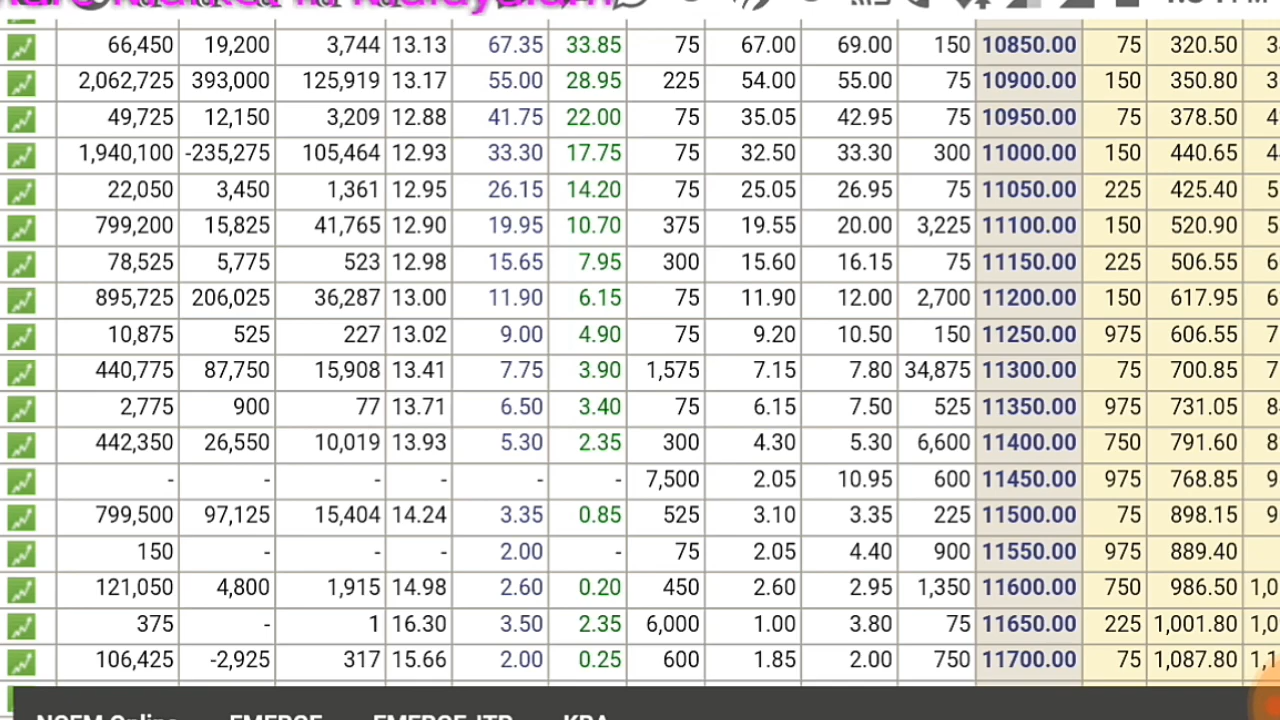 66,450 19,200 3,744 13.13 67.35 33.85 75 67.00 69.00 150 10850.00 75 320.50 3
2,062,725 393,000 125,919 13.17 55.00 28.95 225 54.00 55.00 75 10900.00 150 350.80 3
49,725 12,150 3,209 12.88 41.75 22.00 75 35.05 42.95 75 10950.00 75 378.50 4
1,940,100 -235,275 105,464 12.93 33.30 17.75 75 32.50 33.30 300 11000.00 150 440.65 4
22,050 3,450 1,361 12.95 26.15 14.20 75 25.05 26.95 75 11050.00 225 425.40 5
799,200 15,825 41,765 12.90 19.95 10.70 375 19.55 20.00 3,225 11100.00 150 520.90 5
78,525 5,775 523 12.98 15.65 7.95 300 15.60 16.15 75 11150.00 225 506.55 6
895,725 206,025 36,287 13.00 11.90 6.15 75 11.90 12.00 2,700 11200.00 150 617.95 6
10,875 525 227 13.02 9.00 4.90 75 9.20 10.50 150 11250.00 975 606.55 7
440,775 87,750 15,908 13.41 7.75 3.90 1,575 7.15 7.80 34,875 11300.00 75 700.85 7
2,775 900 77 13.71 6.50 3.40 75 6.15 7.50 525 11350.00 975 731.05 8
442,350 26,550 10,019 13.93 5.30 2.35 300 4.30 5.30 6,600 11400.00 750 791.60 8
- - - - - - 7,500 2.05 10.95 600 11450.00 975 768.85 9
799,500 97,125 15,404 14.24 3.35 0.85 525 3.10 3.35 225 11500.00 75 898.15 9
150 - - - 2.00 - 75 2.05 4.40 900 11550.00 975 889.40
121,050 4,800 1,915 14.98 2.60 0.20 450 2.60 2.95 1,350 11600.00 750 986.50 1,0
375 - 1 16.30 3.50 2.35 6,000 1.00 3.80 75 11650.00 225 1,001.80 1,0
106,425 -2,925 317 15.66 2.00 0.25 600 1.85 2.00 750 11700.00 75 1,087.80 1,1